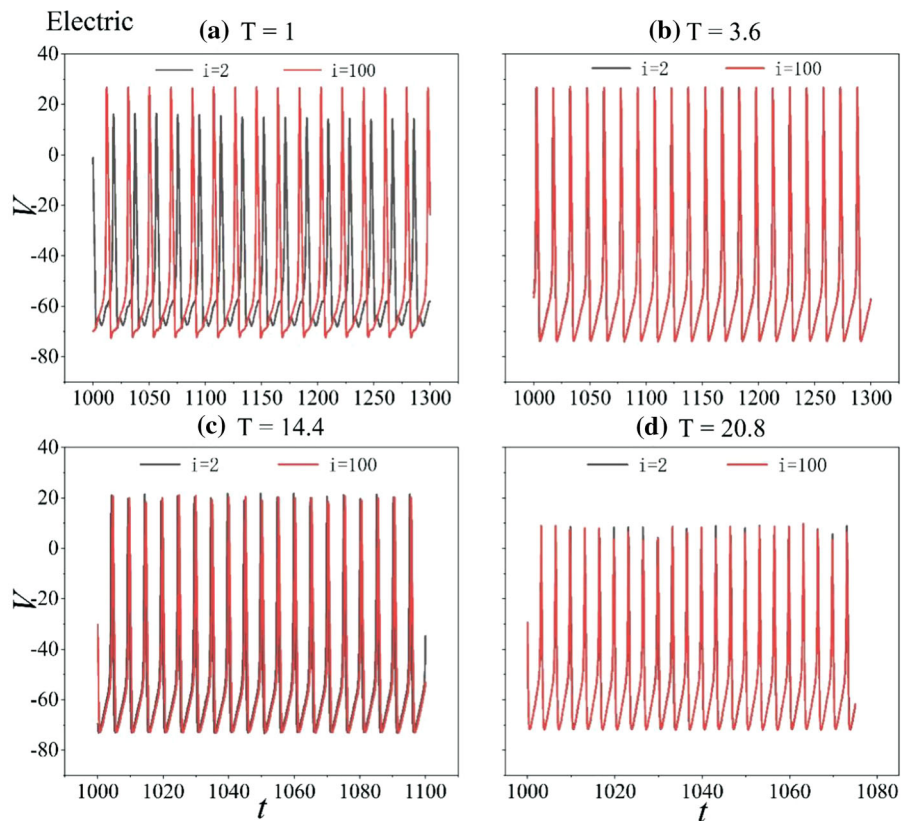 Electric
(a) T = 1
(b) T = 3.6
i=2 i=100
i=2 i=100
40
20
0
-20
-40
-60
-80
V
1000 1050 1100 1150 1200 1250 1300
1000 1050 1100 1150 1200 1250 1300
(c) T = 14.4
(d) T = 20.8
i=2 i=100
i=2 i=100
40
20
0
-20
-40
-60
-80
V
1000 1020 1040 1060 1080 1100
1000 1020 1040 1060 1080
t
t